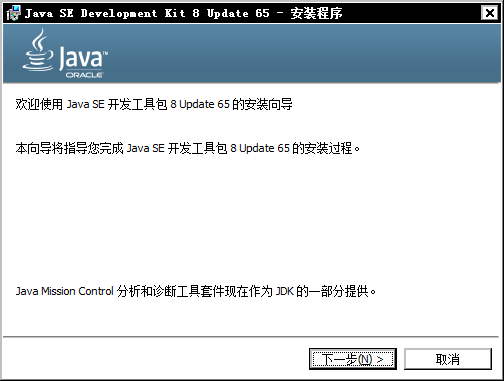 Java SE Development Kit 8 Update 65 - 安装程序
Java™
ORACLE
欢迎使用 Java SE 开发工具包 8 Update 65 的安装向导
本向导将指导您完成 Java SE 开发工具包 8 Update 65 的安装过程。
Java Mission Control 分析和诊断工具套件现在作为 JDK 的一部分提供。
下一步(N) >
取消